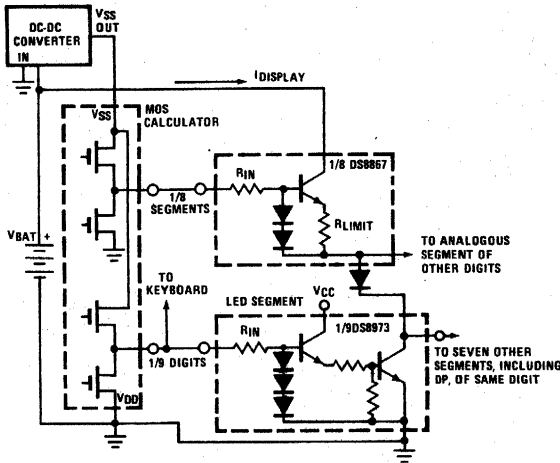 DC-DC
CONVERTER
IN
VSS
OUT
IDISPLAY
VSS
MOS
CALCULATOR
1/8 DS8867
RIN
1/8
SEGMENTS
RLIMIT
VBAT +
TO ANALOGOUS
SEGMENT OF
OTHER DIGITS
TO
KEYBOARD
LED SEGMENT
VCC
1/9DS8973
RIN
1/9 DIGITS
TO SEVEN OTHER
SEGMENTS, INCLUDING
DP, OF SAME DIGIT
VDD